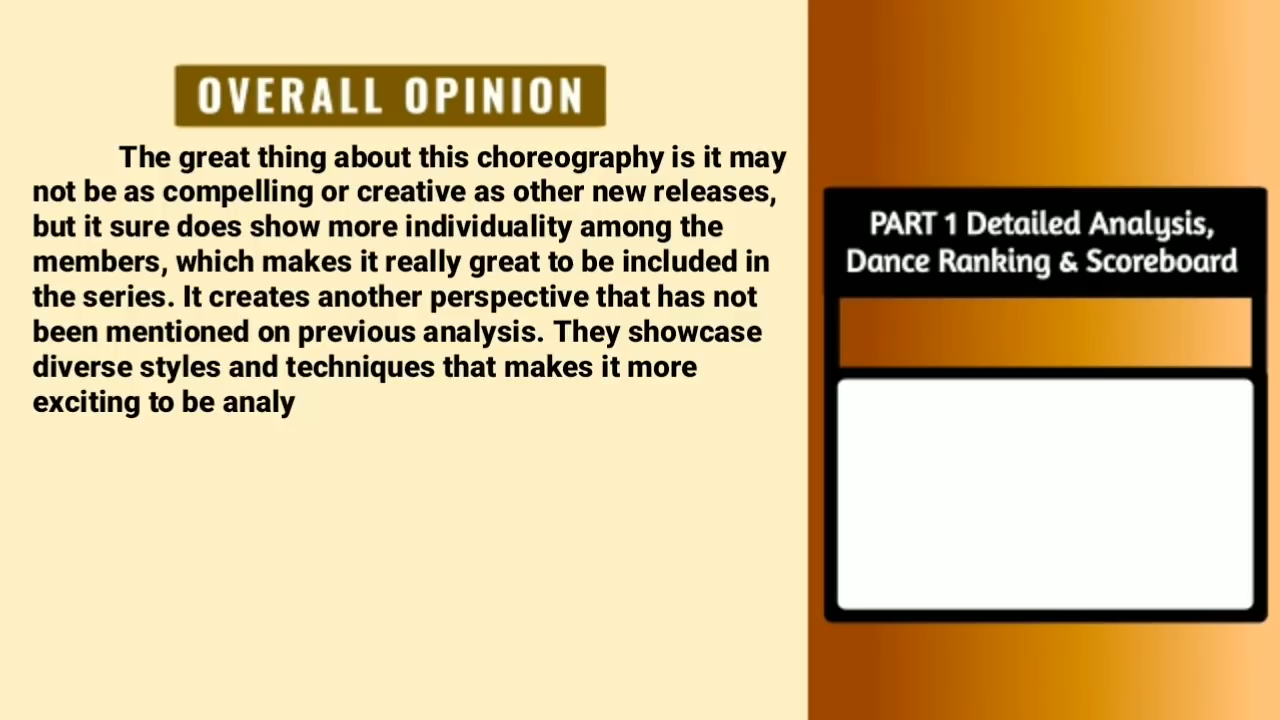 OVERALL OPINION
The great thing about this choreography is it may
not be as compelling or creative as other new releases,
but it sure does show more individuality among the
members, which makes it really great to be included in
the series. It creates another perspective that has not
been mentioned on previous analysis. They showcase
diverse styles and techniques that makes it more
exciting to be analy
PART 1 Detailed Analysis,
Dance Ranking & Scoreboard